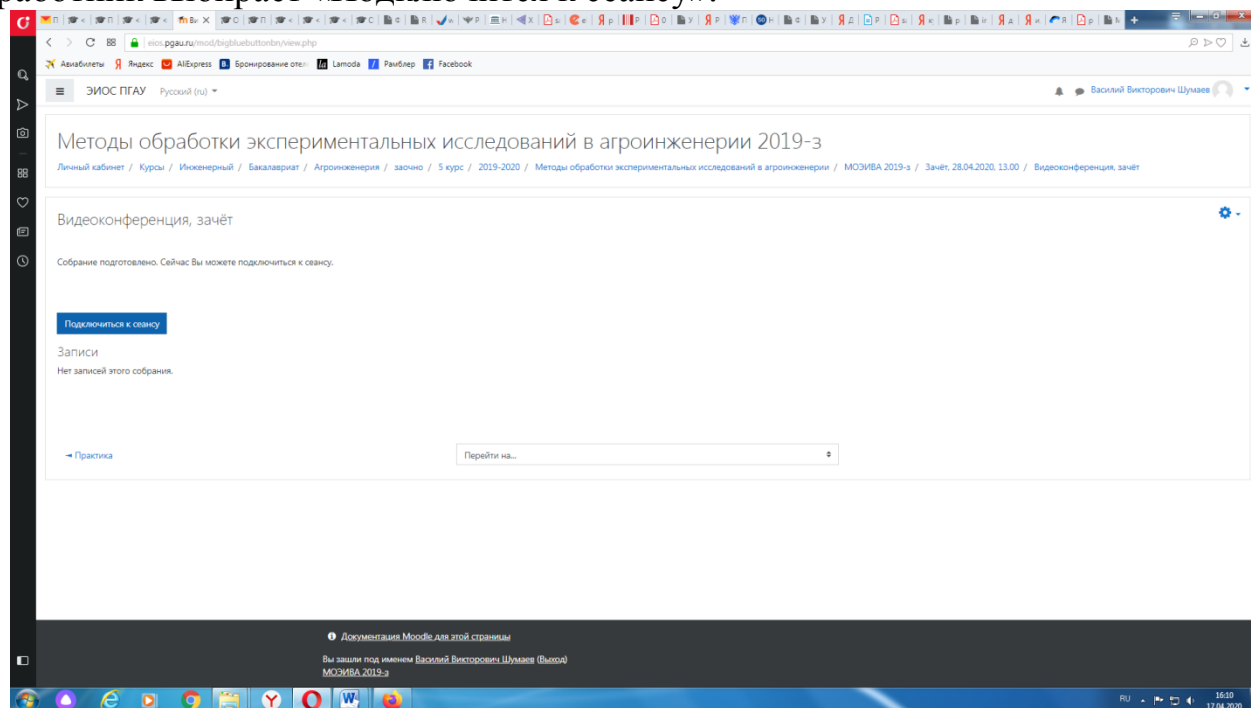 работник выбирает «Подключится к сеансу».
eios.pgau.ru/mod/bigbluebuttonbn/view.php
Авиабилеты Яндекс AliExpress Бронирование отел Lamoda Рамблер Facebook
ЭИОС ПГАУ Русский (ru) Василий Викторович Шумаев
Методы обработки экспериментальных исследований в агроинженерии 2019-з
Личный кабинет / Курсы / Инженерный / Бакалавриат / Агроинженерия / заочно / 5 курс / 2019-2020 / Методы обработки экспериментальных исследований в агроинженерии / МОЭИВА 2019-з / Зачёт, 28.04.2020, 13.00 / Видеоконференция, зачёт
Видеоконференция, зачёт
Собрание подготовлено. Сейчас Вы можете подключиться к сеансу.
Подключиться к сеансу
Записи
Нет записей этого собрания.
◄ Практика
Перейти на...
Документация Moodle для этой страницы
Вы зашли под именем Василий Викторович Шумаев (Выход)
МОЭИВА 2019-з
RU 16:10
17.04.2020